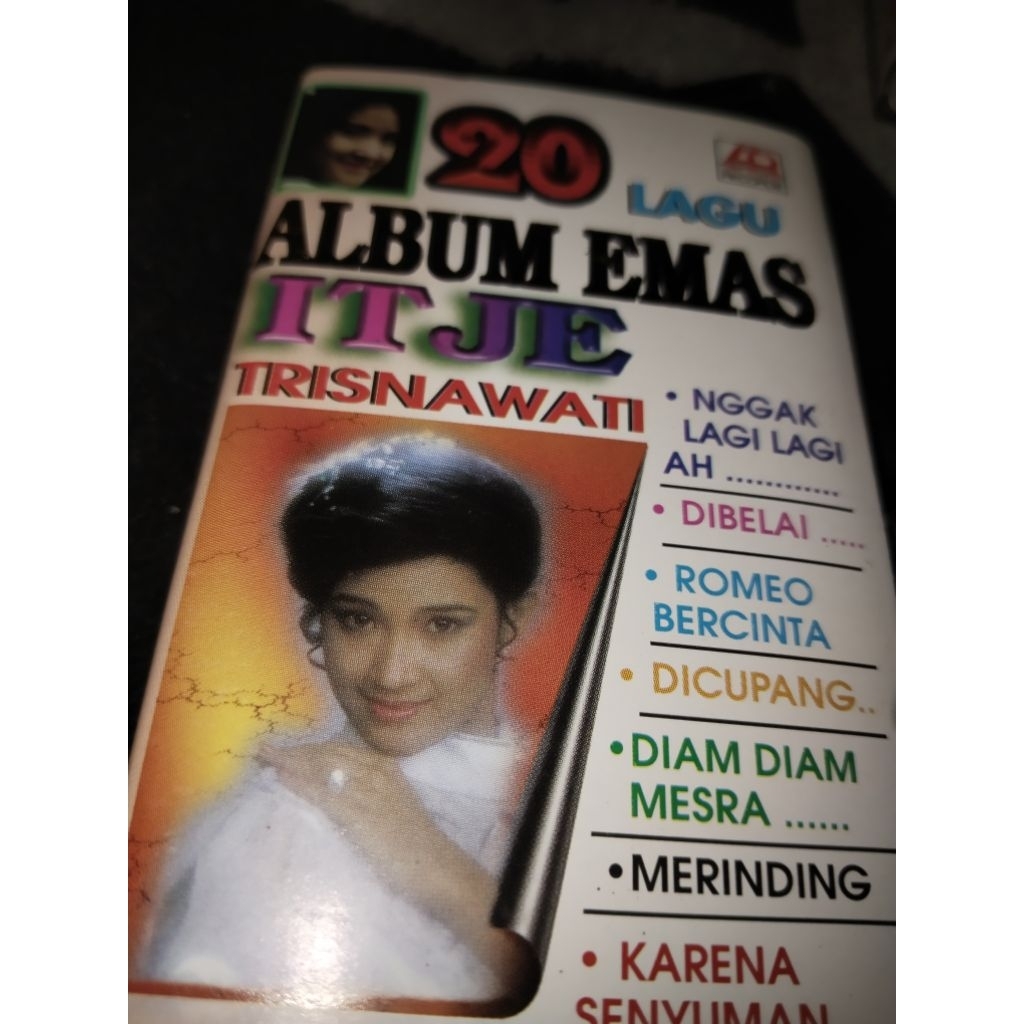 20 LAGU
ALBUM EMAS
ITJE
TRISNAWATI
• NGGAK
LAGI LAGI
AH ............
• DIBELAI .....
• ROMEO
BERCINTA
• DICUPANG..
• DIAM DIAM
MESRA ......
• MERINDING
• KARENA
SENYUMAN